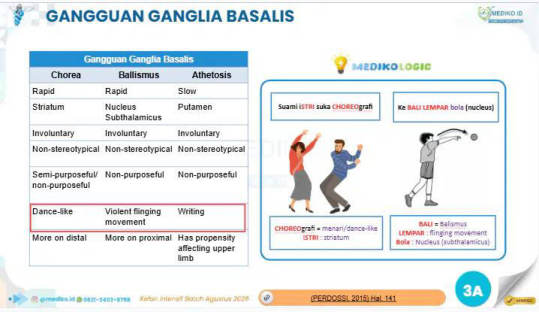 GANGGUAN GANGLIA BASALIS
MEDIKO.ID
Gangguan Ganglia Basalis
Chorea Ballismus Athetosis
Rapid Rapid Slow
Striatum Nucleus Subthalamicus Putamen
Involuntary Involuntary Involuntary
Non-stereotypical Non-stereotypical Non-stereotypical
Semi-purposeful/ non-purposeful Non-purposeful Non-purposeful
Dance-like Violent flinging movement Writing
More on distal More on proximal Has propensity affecting upper limb
MEDIKOLOGIC
Suami iSTRI suka CHOREOgrafi
Ke BALI LEMPAR bola (nucleus)
CHOREOgrafi = menari/dance-like
ISTRI : striatum
BALI = Balismus
LEMPAR : flinging movement
Bola : Nucleus (subthalamicus)
(PERDOSSI, 2015) Hal. 141
3A